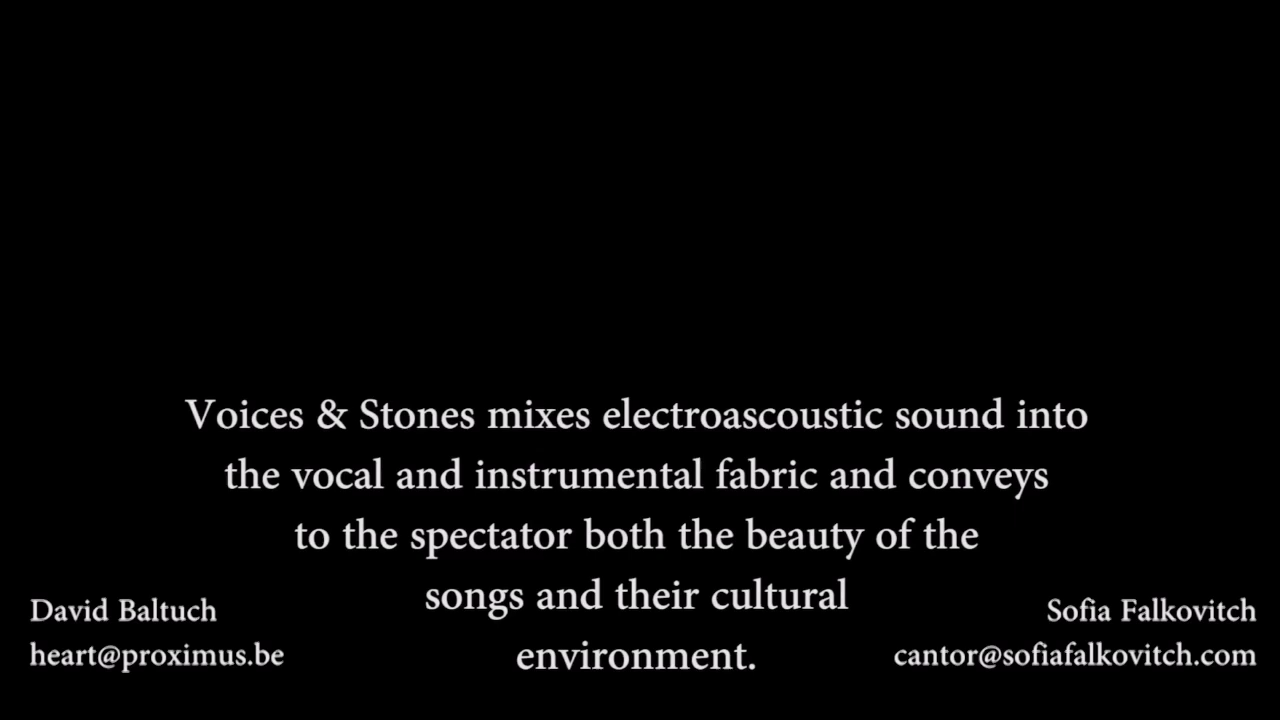 Voices & Stones mixes electroascoustic sound into
the vocal and instrumental fabric and conveys
to the spectator both the beauty of the
songs and their cultural
environment.
David Baltuch
heart@proximus.be
Sofia Falkovitch
cantor@sofiafalkovitch.com